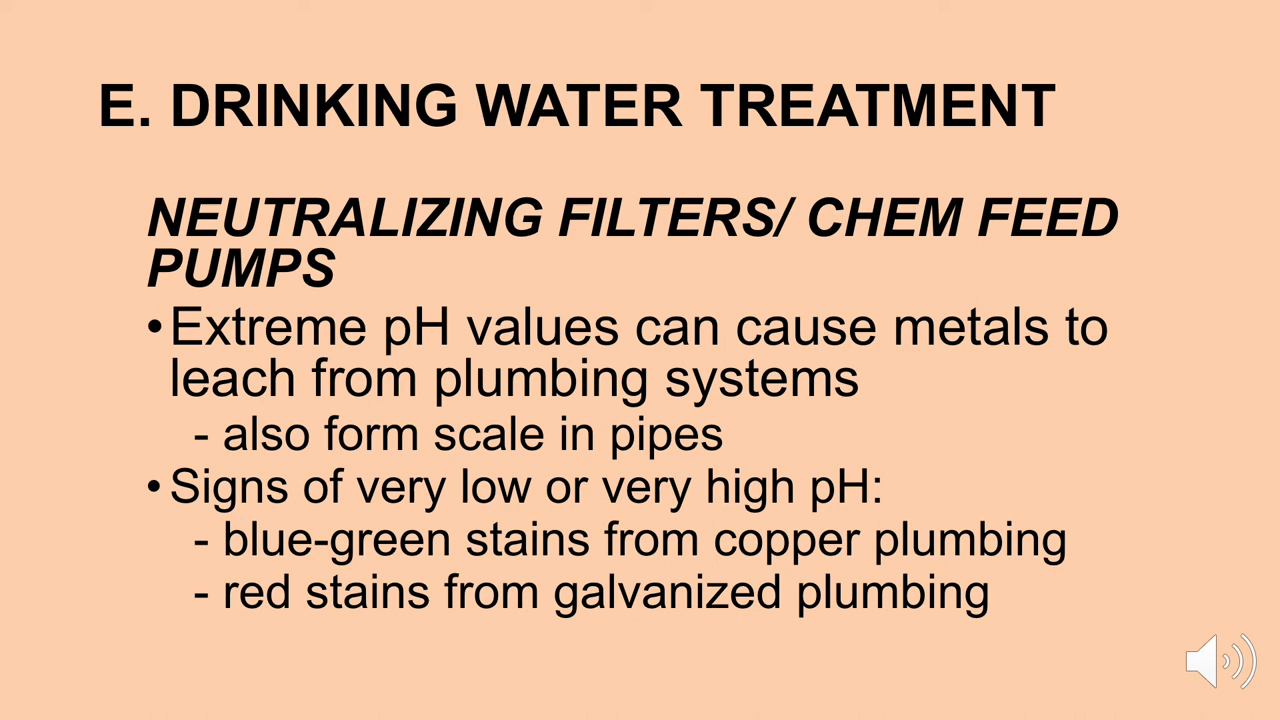 E. DRINKING WATER TREATMENT
NEUTRALIZING FILTERS/ CHEM FEED
PUMPS
•Extreme pH values can cause metals to
leach from plumbing systems
- also form scale in pipes
•Signs of very low or very high pH:
- blue-green stains from copper plumbing
- red stains from galvanized plumbing